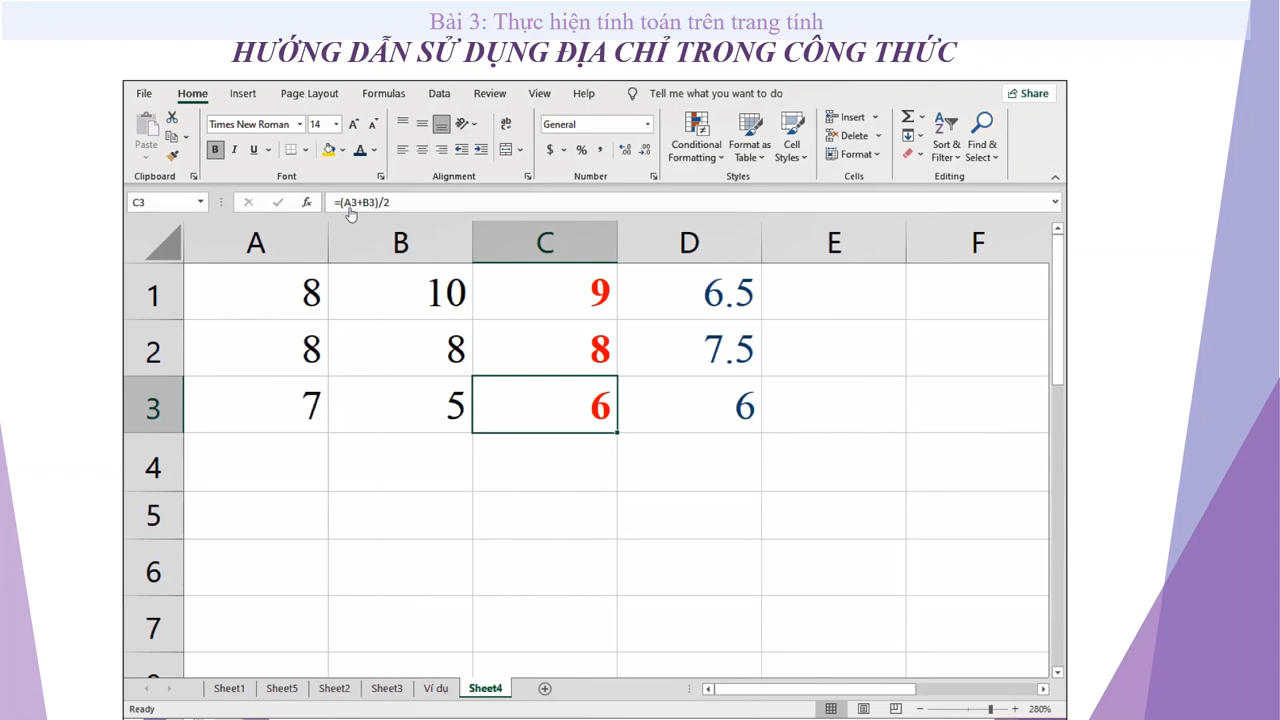 Bài 3: Thực hiện tính toán trên trang tính
HƯỚNG DẪN SỬ DỤNG ĐỊA CHỈ TRONG CÔNG THỨC
File Home Insert Page Layout Formulas Data Review View Help Tell me what you want to do Share
Paste
Times New Roman 14
B I U
General
$ % ,
Conditional Formatting
Format as Table
Cell Styles
Insert
Delete
Format
Sort & Filter
Find & Select
Clipboard Font Alignment Number Styles Cells Editing
C3 fx =(A3+B3)/2
A B C D E F
1 8 10 9 6.5
2 8 8 8 7.5
3 7 5 6 6
4
5
6
7
Sheet1 Sheet5 Sheet2 Sheet3 Ví dụ Sheet4
Ready 280%